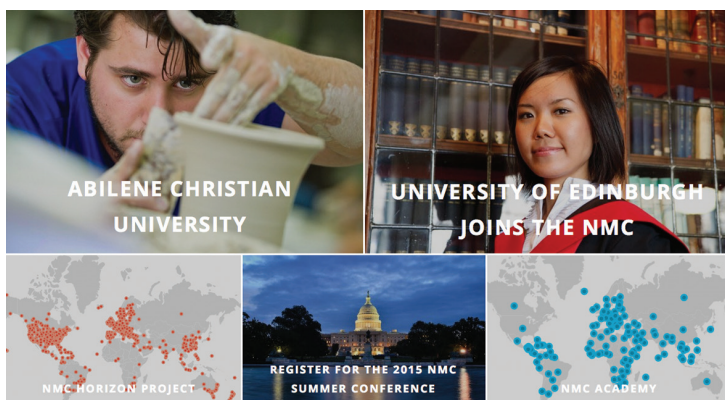 ABILENE CHRISTIAN
UNIVERSITY
UNIVERSITY OF EDINBURGH
JOINS THE NMC
NMC HORIZON PROJECT
REGISTER FOR THE 2015 NMC
SUMMER CONFERENCE
NMC ACADEMY